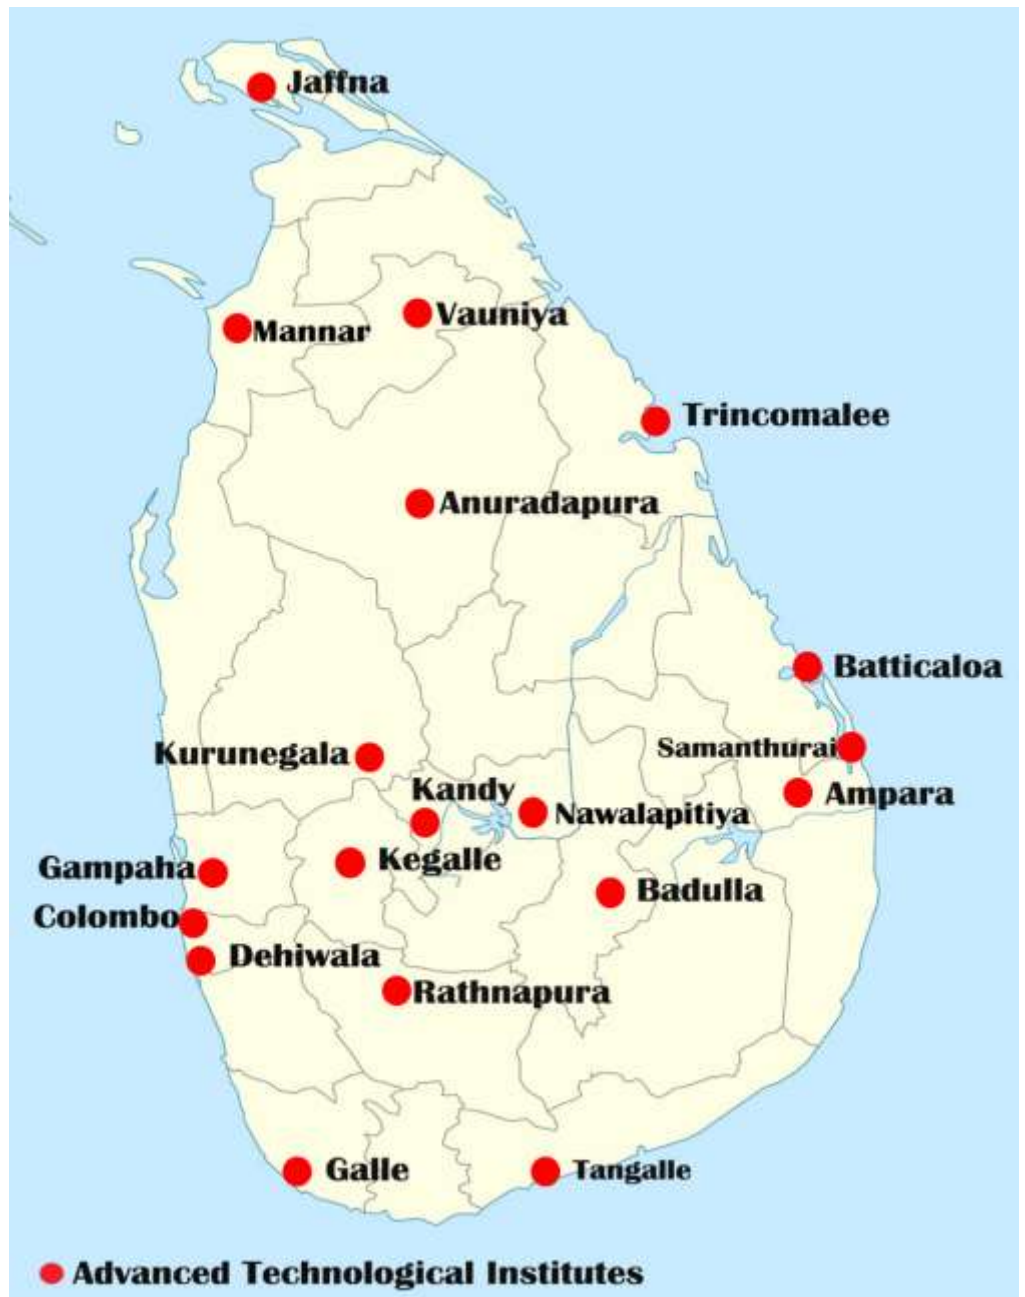 Jaffna
Vauniya
Mannar
Trincomalee
Anuradapura
Batticaloa
Samanthurai
Kurunegala
Kandy
Ampara
Nawalapitiya
Kegalle
Gampaha
Badulla
Colombo
Dehiwala
Rathnapura
Galle
Tangalle
Advanced Technological Institutes